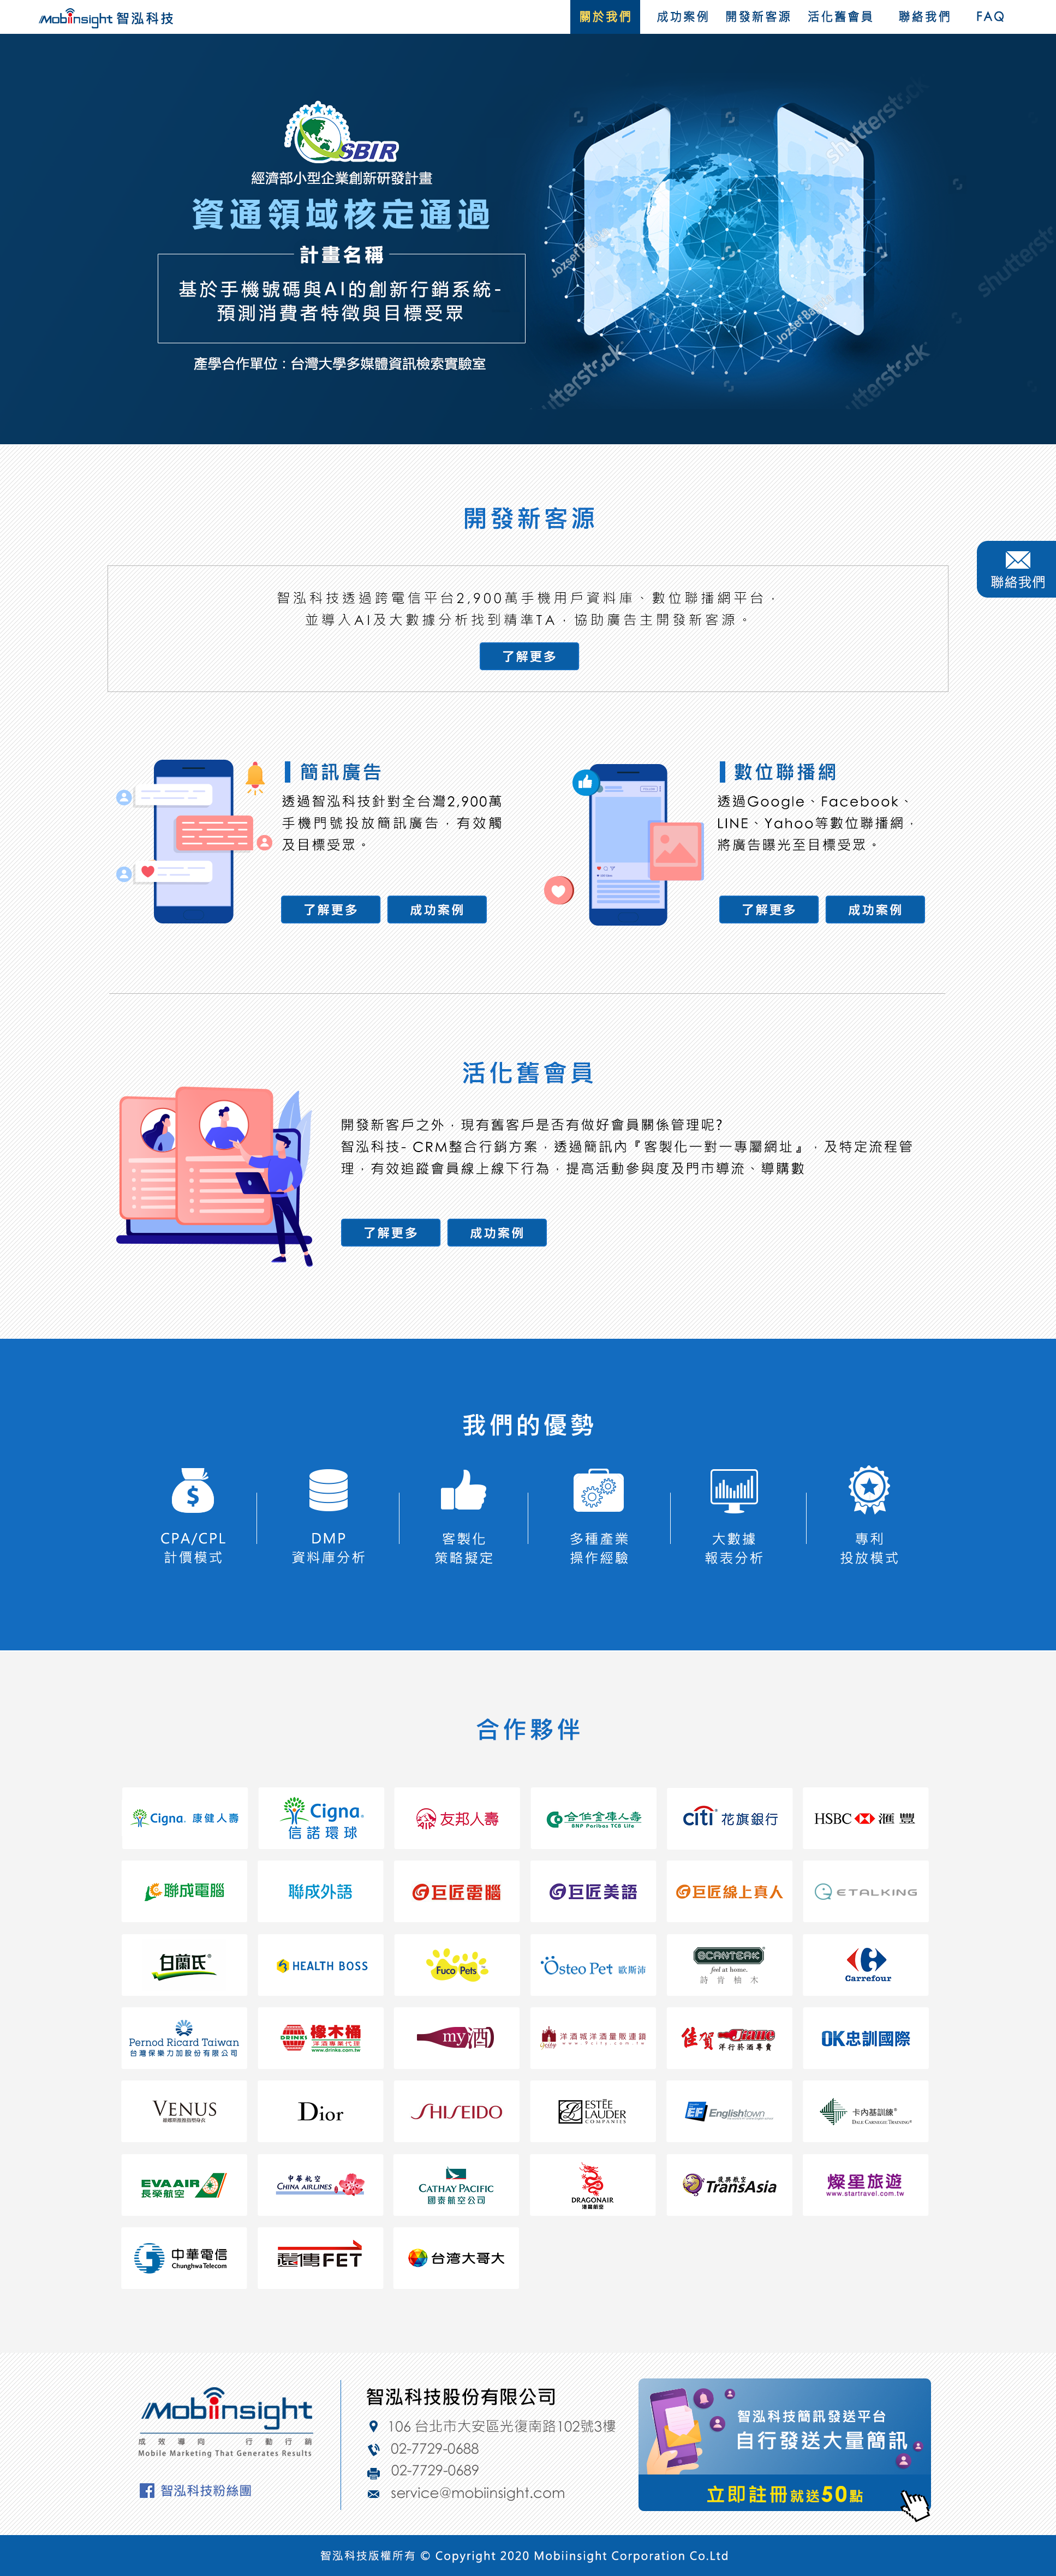 Mobiinsight 智泓科技
關於我們
成功案例
開發新客源
活化舊會員
聯絡我們
FAQ
SBIR
經濟部小型企業創新研發計畫
資通領域核定通過
計畫名稱
基於手機號碼與AI的創新行銷系統-
預測消費者特徵與目標受眾
產學合作單位：台灣大學多媒體資訊檢索實驗室
shutterstock
開發新客源
聯絡我們
智泓科技透過跨電信平台2,900萬手機用戶資料庫、數位聯播網平台，
並導入AI及大數據分析找到精準TA，協助廣告主開發新客源。
了解更多
簡訊廣告
透過智泓科技針對全台灣2,900萬
手機門號投放簡訊廣告，有效觸
及目標受眾。
了解更多
成功案例
數位聯播網
透過Google、Facebook、
LINE、Yahoo等數位聯播網，
將廣告曝光至目標受眾。
了解更多
成功案例
活化舊會員
開發新客戶之外，現有舊客戶是否有做好會員關係管理呢?
智泓科技- CRM整合行銷方案，透過簡訊內『客製化一對一專屬網址』，及特定流程管
理，有效追蹤會員線上線下行為，提高活動參與度及門市導流、導購數
了解更多
成功案例
我們的優勢
CPA/CPL
計價模式
DMP
資料庫分析
客製化
策略擬定
多種產業
操作經驗
大數據
報表分析
專利
投放模式
合作夥伴
Cigna. 康健人壽
Cigna.
信諾環球
友邦人壽
合作金庫人壽
BNP Paribas TCB Life
citi 花旗銀行
HSBC 滙豐
聯成電腦
聯成外語
巨匠電腦
巨匠美語
巨匠線上真人
ETALKING
白蘭氏
HEALTH BOSS
Fuco Pets
Osteo Pet 歐斯沛
SCANTEAK
feel at home.
詩肯柚木
Carrefour
Pernod Ricard Taiwan
台灣保樂力加股份有限公司
橡木桶
DRINKS 洋酒專業代理
www.drinks.com.tw
my酒
洋酒城洋酒量販連鎖
佳賀 Jiahe
洋行菸酒專賣
OK忠訓國際
VENUS
Dior
SHISEIDO
ESTĒE
LAUDER
COMPANIES
EF Englishtown
卡內基訓練
DALE CARNEGIE TRAINING
EVA AIR
長榮航空
中華航空
CHINA AIRLINES
CATHAY PACIFIC
國泰航空公司
DRAGONAIR
港龍航空
復興航空
TransAsia
燦星旅遊
www.startravel.com.tw
中華電信
Chunghwa Telecom
遠傳FET
台灣大哥大
Mobiinsight
成效導向 行動行銷
Mobile Marketing That Generates Results
智泓科技粉絲團
智泓科技股份有限公司
106 台北市大安區光復南路102號3樓
02-7729-0688
02-7729-0689
service@mobiinsight.com
智泓科技簡訊發送平台
自行發送大量簡訊
立即註冊就送50點
智泓科技版權所有 © Copyright 2020 Mobiinsight Corporation Co.Ltd